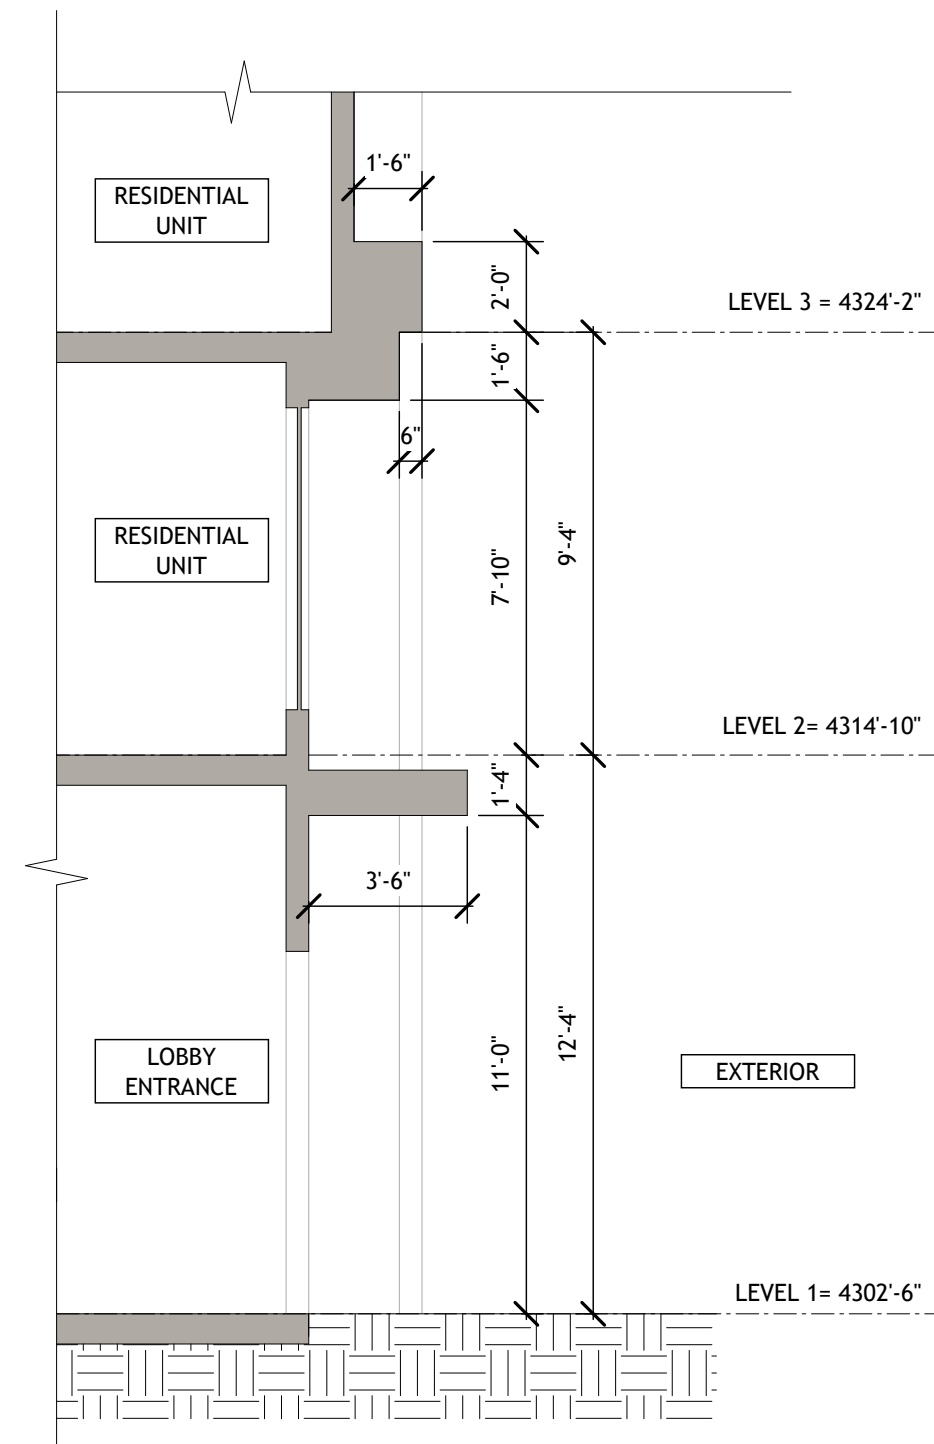 1'-6"
RESIDENTIAL
UNIT
2'-0"
LEVEL 3 = 4324'-2"
1'-6"
6"
RESIDENTIAL
UNIT
7'-10"
9'-4"
LEVEL 2= 4314'-10"
1'-4"
3'-6"
LOBBY
ENTRANCE
11'-0"
12'-4"
EXTERIOR
LEVEL 1= 4302'-6"